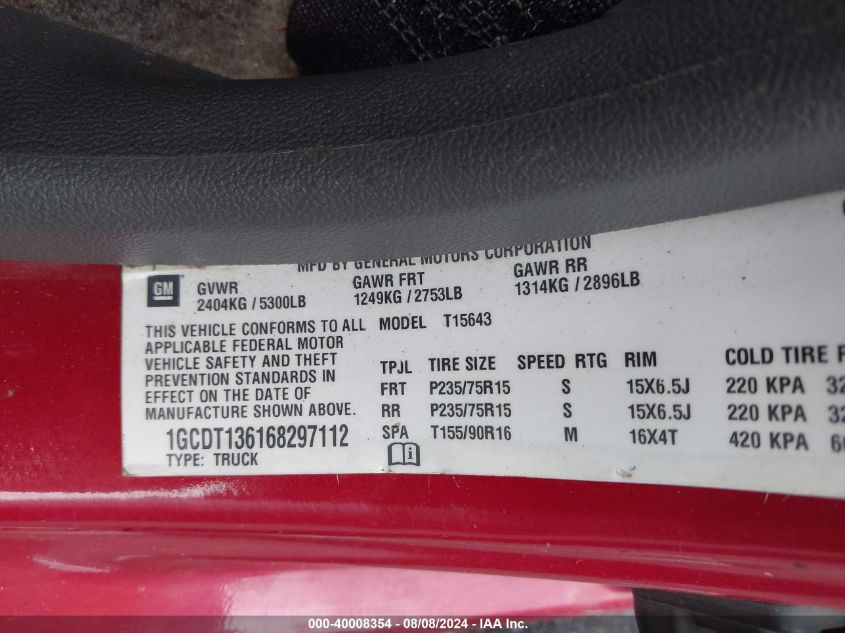 MFD BY GENERAL MOTORS CORPORATION
GM
GVWR GAWR FRT GAWR RR
2404KG / 5300LB 1249KG / 2753LB 1314KG / 2896LB
THIS VEHICLE CONFORMS TO ALL MODEL T15643
APPLICABLE FEDERAL MOTOR
VEHICLE SAFETY AND THEFT
PREVENTION STANDARDS IN
EFFECT ON THE DATE OF
MANUFACTURE SHOWN ABOVE.
1GCDT136168297112
TYPE: TRUCK
TPJL TIRE SIZE SPEED RTG RIM COLD TIRE
FRT P235/75R15 S 15X6.5J 220 KPA 32
RR P235/75R15 S 15X6.5J 220 KPA 32
SPA T155/90R16 M 16X4T 420 KPA
000-40008354 - 08/08/2024 - IAA Inc.